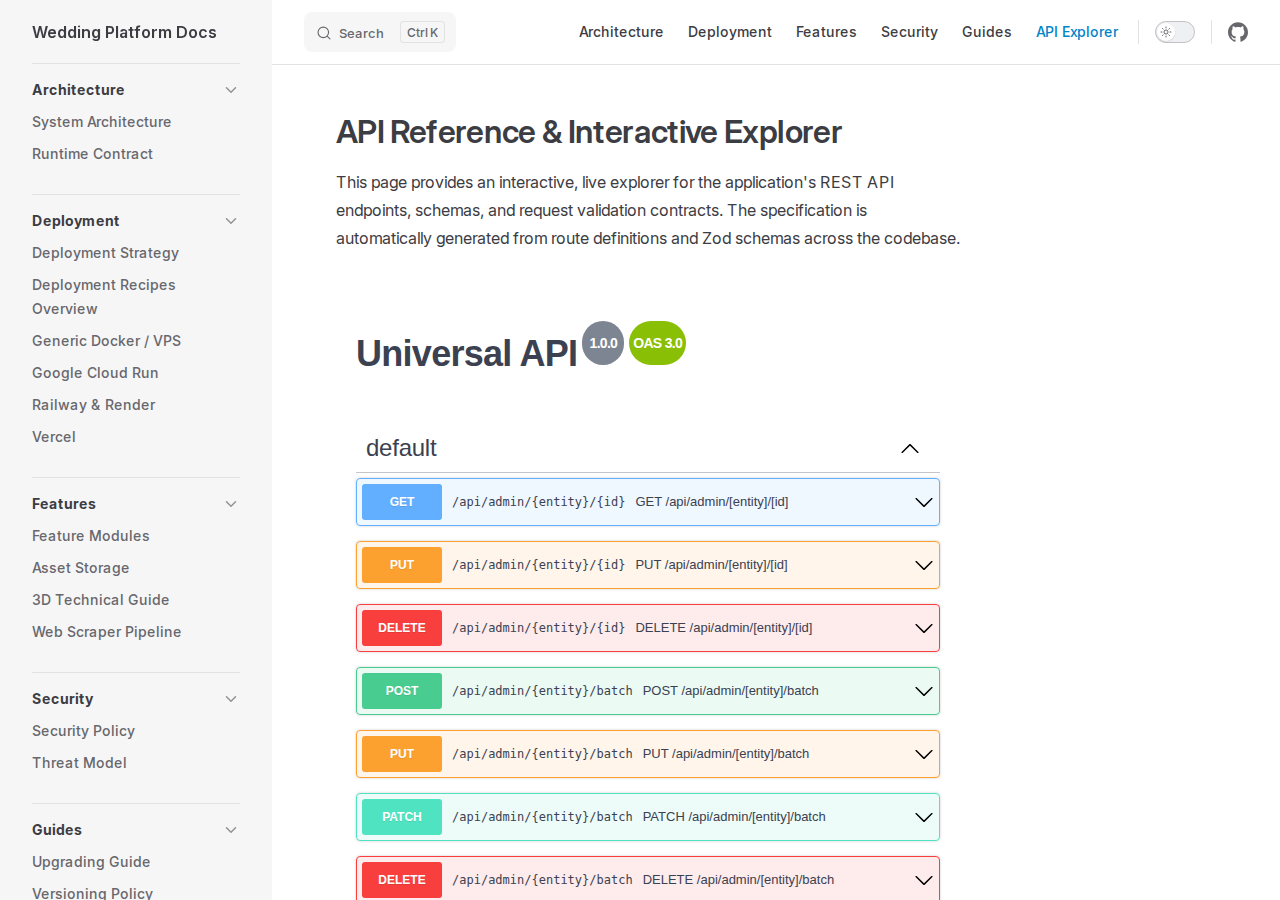 Wedding Platform Docs
Search Ctrl K
Architecture Deployment Features Security Guides API Explorer
Architecture
System Architecture
Runtime Contract
Deployment
Deployment Strategy
Deployment Recipes
Overview
Generic Docker / VPS
Google Cloud Run
Railway & Render
Vercel
Features
Feature Modules
Asset Storage
3D Technical Guide
Web Scraper Pipeline
Security
Security Policy
Threat Model
Guides
Upgrading Guide
Versioning Policy
API Reference & Interactive Explorer
This page provides an interactive, live explorer for the application's REST API
endpoints, schemas, and request validation contracts. The specification is
automatically generated from route definitions and Zod schemas across the codebase.
Universal API 1.0.0 OAS 3.0
default
GET /api/admin/{entity}/{id} GET /api/admin/[entity]/[id]
PUT /api/admin/{entity}/{id} PUT /api/admin/[entity]/[id]
DELETE /api/admin/{entity}/{id} DELETE /api/admin/[entity]/[id]
POST /api/admin/{entity}/batch POST /api/admin/[entity]/batch
PUT /api/admin/{entity}/batch PUT /api/admin/[entity]/batch
PATCH /api/admin/{entity}/batch PATCH /api/admin/[entity]/batch
DELETE /api/admin/{entity}/batch DELETE /api/admin/[entity]/batch